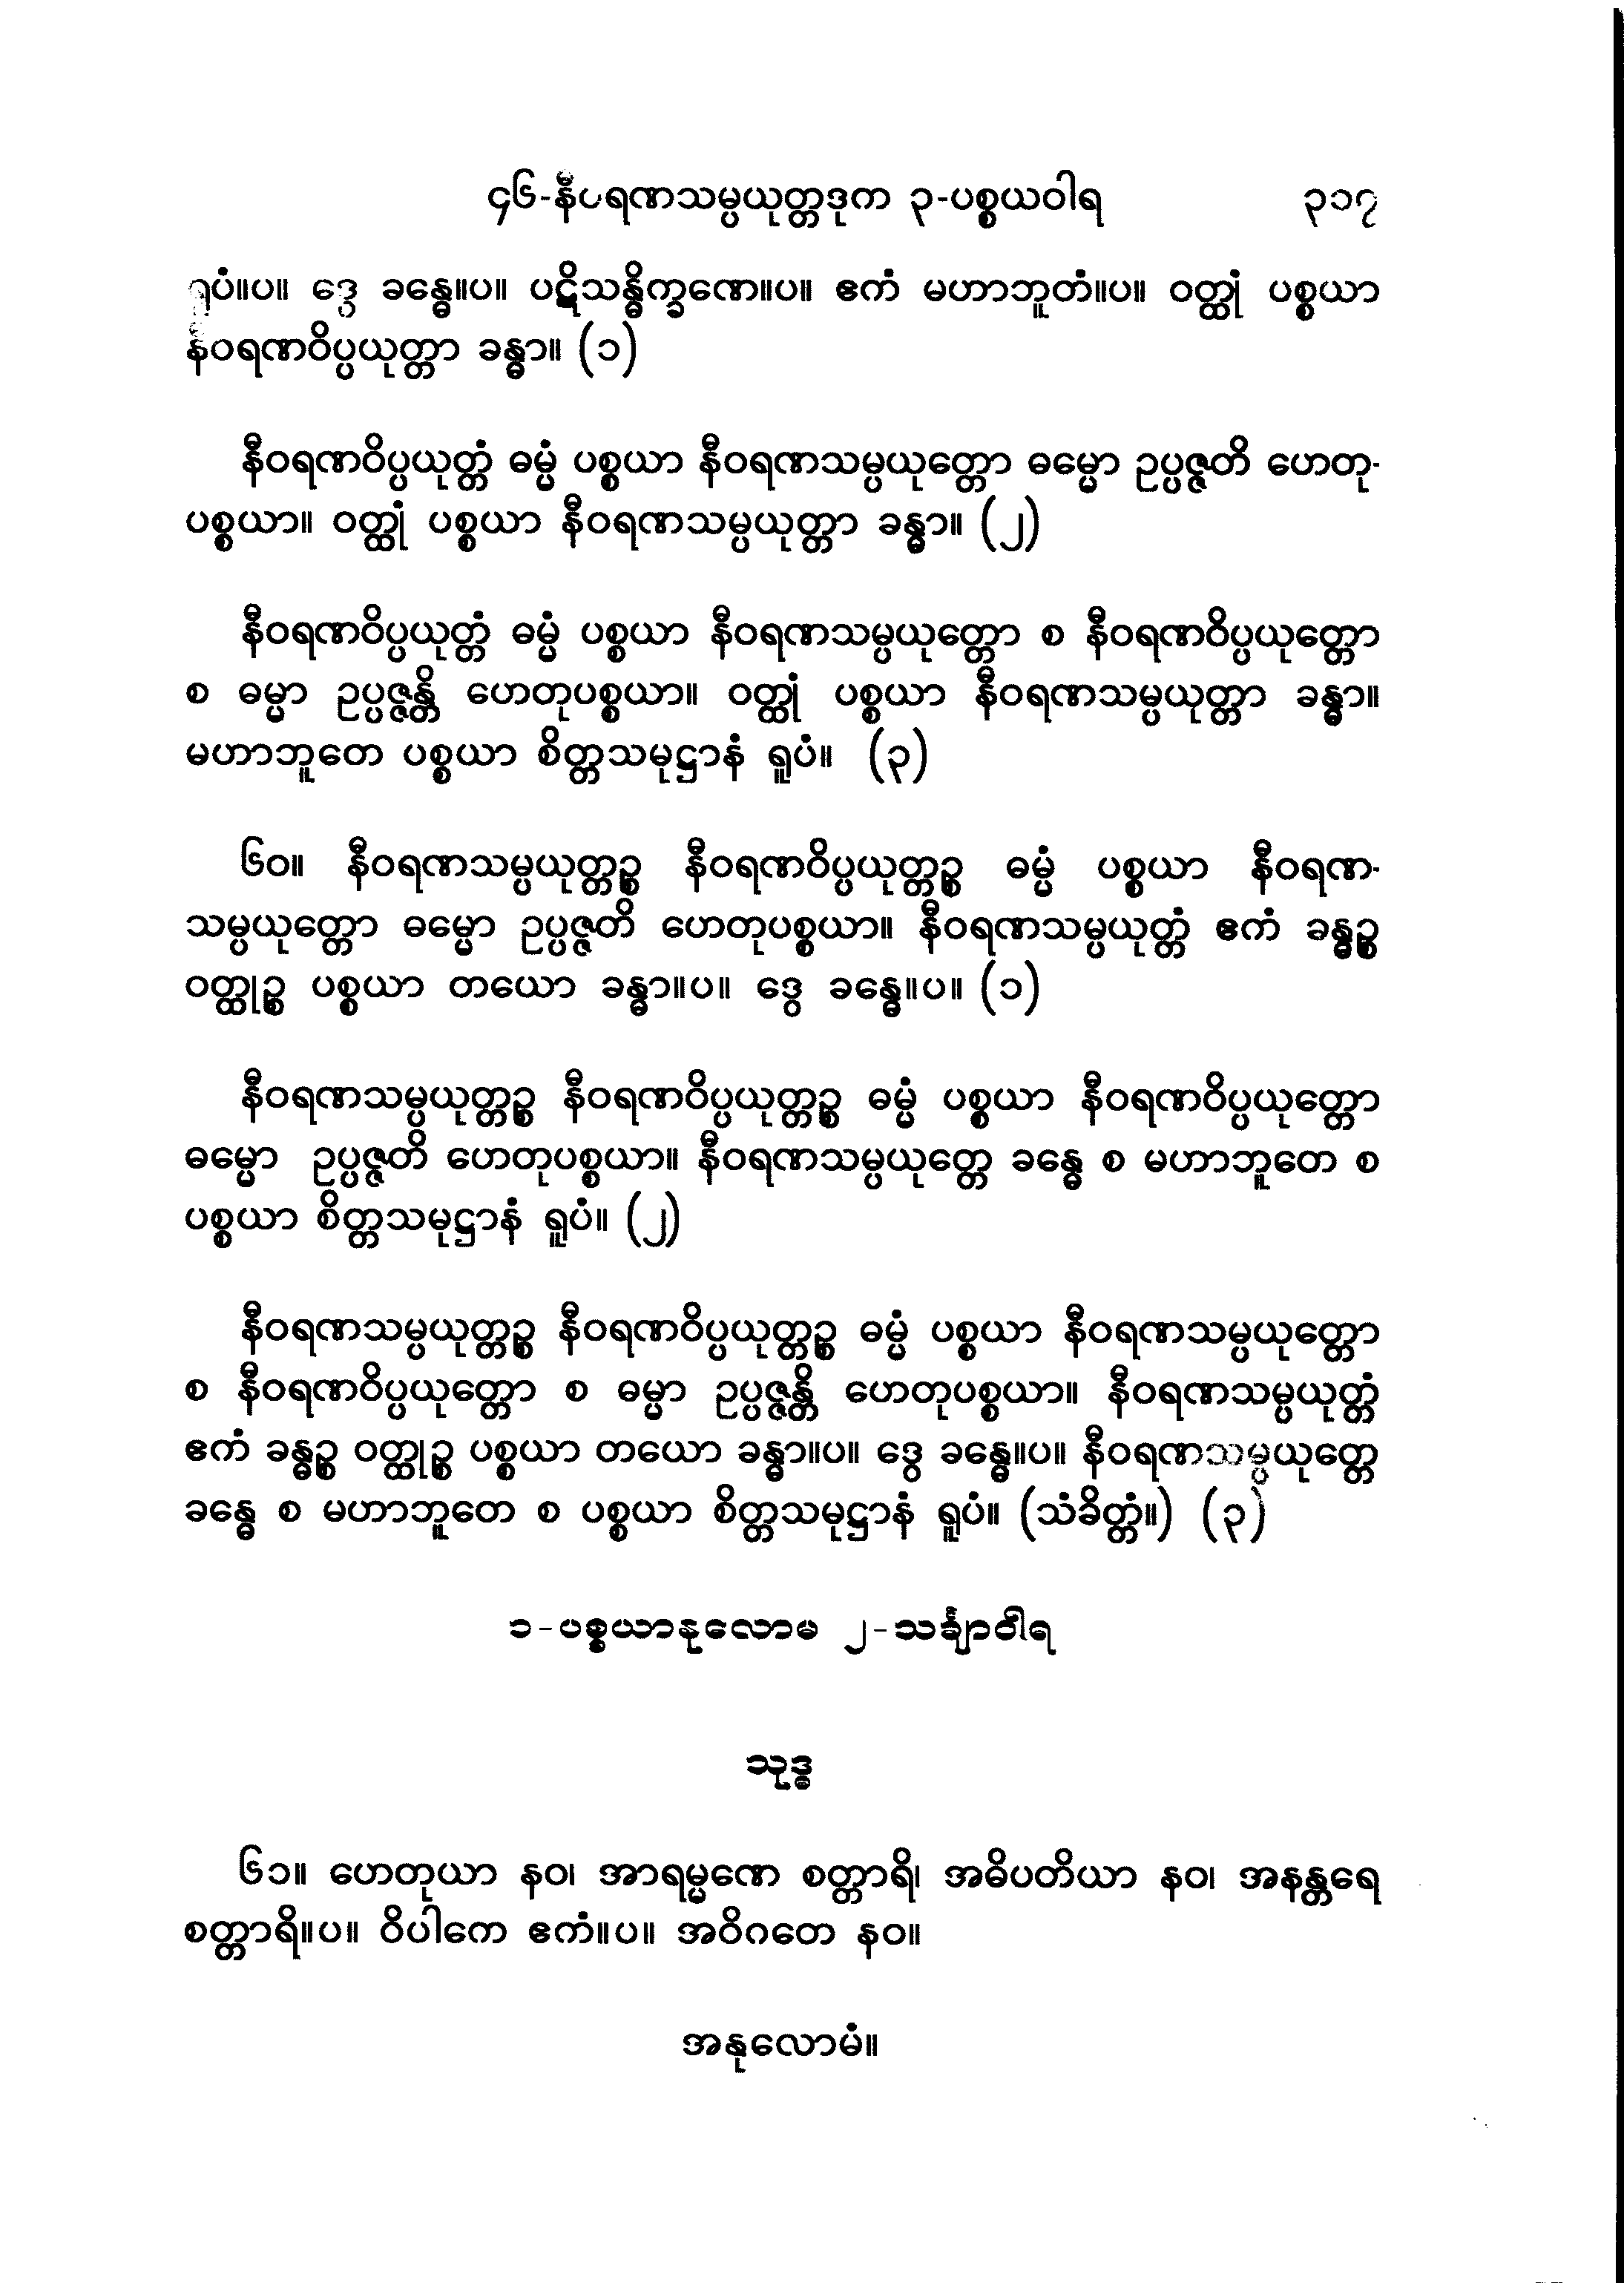 ၄၆-နီဝရဏသမ္ပယုတ္တဒုက ၃-ပစ္စယဝါရ ၃၁၇
ရူပံ။ပ။ ဒွေ ခန္ဓေ။ပ။ ပဋိသန္ဓိက္ခဏေ။ပ။ ဧကံ မဟာဘူတံ။ပ။ ဝတ္ထုံ ပစ္စယာ
နီဝရဏဝိပ္ပယုတ္တာ ခန္ဓာ။ (၁)
နီဝရဏဝိပ္ပယုတ္တံ ဓမ္မံ ပစ္စယာ နီဝရဏသမ္ပယုတ္တော ဓမ္မော ဥပ္ပဇ္ဇတိ ဟေတု-
ပစ္စယာ။ ဝတ္ထုံ ပစ္စယာ နီဝရဏသမ္ပယုတ္တာ ခန္ဓာ။ (၂)
နီဝရဏဝိပ္ပယုတ္တံ ဓမ္မံ ပစ္စယာ နီဝရဏသမ္ပယုတ္တော စ နီဝရဏဝိပ္ပယုတ္တော
စ ဓမ္မာ ဥပ္ပဇ္ဇန္တိ ဟေတုပစ္စယာ။ ဝတ္ထုံ ပစ္စယာ နီဝရဏသမ္ပယုတ္တာ ခန္ဓာ။
မဟာဘူတေ ပစ္စယာ စိတ္တသမုဋ္ဌာနံ ရူပံ။ (၃)
၆၀။ နီဝရဏသမ္ပယုတ္တဉ္စ နီဝရဏဝိပ္ပယုတ္တဉ္စ ဓမ္မံ ပစ္စယာ နီဝရဏ-
သမ္ပယုတ္တော ဓမ္မော ဥပ္ပဇ္ဇတိ ဟေတုပစ္စယာ။ နီဝရဏသမ္ပယုတ္တံ ဧကံ ခန္ဓဉ္စ
ဝတ္ထုဉ္စ ပစ္စယာ တယော ခန္ဓာ။ပ။ ဒွေ ခန္ဓေ။ပ။ (၁)
နီဝရဏသမ္ပယုတ္တဉ္စ နီဝရဏဝိပ္ပယုတ္တဉ္စ ဓမ္မံ ပစ္စယာ နီဝရဏဝိပ္ပယုတ္တော
ဓမ္မော ဥပ္ပဇ္ဇတိ ဟေတုပစ္စယာ။ နီဝရဏသမ္ပယုတ္တေ ခန္ဓေ စ မဟာဘူတေ စ
ပစ္စယာ စိတ္တသမုဋ္ဌာနံ ရူပံ။ (၂)
နီဝရဏသမ္ပယုတ္တဉ္စ နီဝရဏဝိပ္ပယုတ္တဉ္စ ဓမ္မံ ပစ္စယာ နီဝရဏသမ္ပယုတ္တော
စ နီဝရဏဝိပ္ပယုတ္တော စ ဓမ္မာ ဥပ္ပဇ္ဇန္တိ ဟေတုပစ္စယာ။ နီဝရဏသမ္ပယုတ္တံ
ဧကံ ခန္ဓဉ္စ ဝတ္ထုဉ္စ ပစ္စယာ တယော ခန္ဓာ။ပ။ ဒွေ ခန္ဓေ။ပ။ နီဝရဏသမ္ပယုတ္တေ
ခန္ဓေ စ မဟာဘူတေ စ ပစ္စယာ စိတ္တသမုဋ္ဌာနံ ရူပံ။ (သံခိတ္တံ။) (၃)
၁-ပစ္စယာနုလောမ ၂-သင်္ချာဝါရ
သုဒ္ဓ
၆၁။ ဟေတုယာ နဝ၊ အာရမ္မဏေ စတ္တာရိ၊ အဓိပတိယာ နဝ၊ အနန္တရေ
စတ္တာရိ။ပ။ ဝိပါကေ ဧကံ။ပ။ အဝိဂတေ နဝ။
အနုလောမံ။